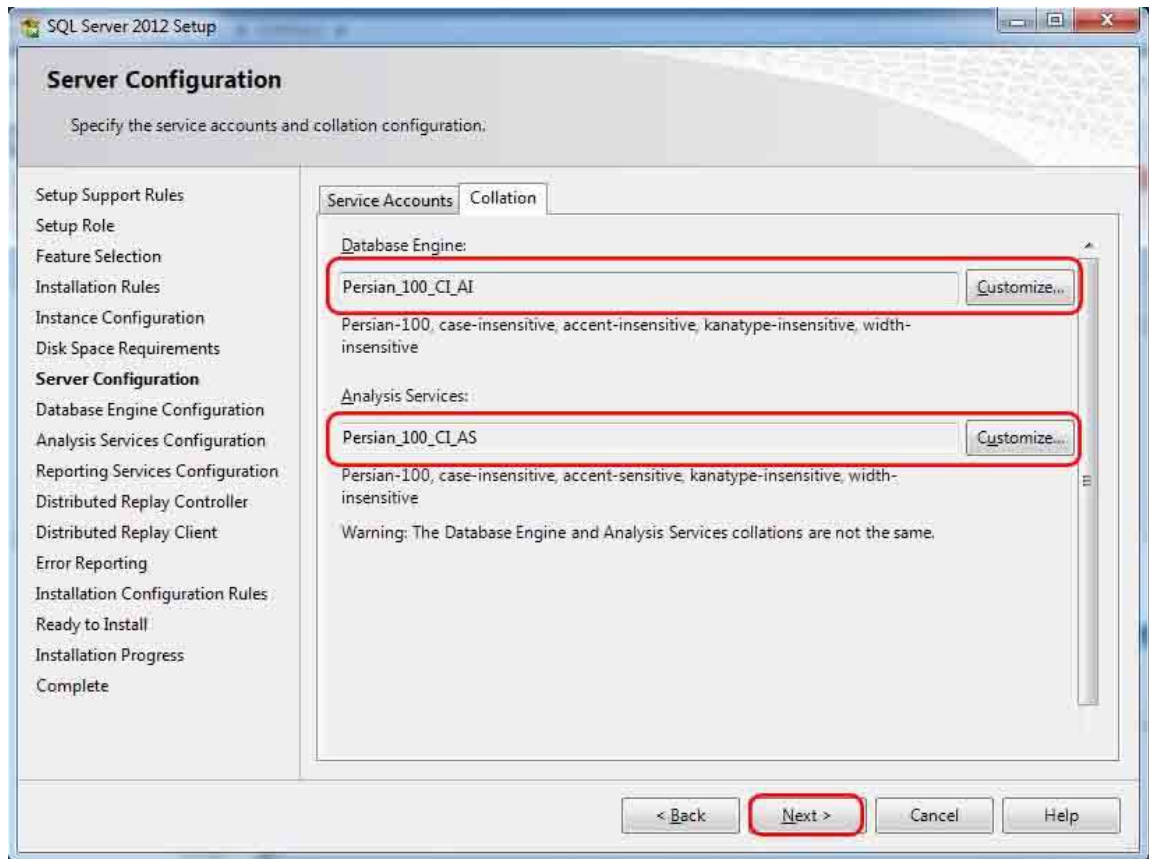 SQL Server 2012 Setup
Server Configuration
Specify the service accounts and collation configuration.
Setup Support Rules
Setup Role
Feature Selection
Installation Rules
Instance Configuration
Disk Space Requirements
Server Configuration
Database Engine Configuration
Analysis Services Configuration
Reporting Services Configuration
Distributed Replay Controller
Distributed Replay Client
Error Reporting
Installation Configuration Rules
Ready to Install
Installation Progress
Complete
Service Accounts
Collation
Database Engine:
Persian_100_CI_AI
Customize...
Persian-100, case-insensitive, accent-insensitive, kanatype-insensitive, width-
insensitive
Analysis Services:
Persian_100_CI_AS
Customize...
Persian-100, case-insensitive, accent-sensitive, kanatype-insensitive, width-
insensitive
Warning: The Database Engine and Analysis Services collations are not the same.
< Back
Next >
Cancel
Help